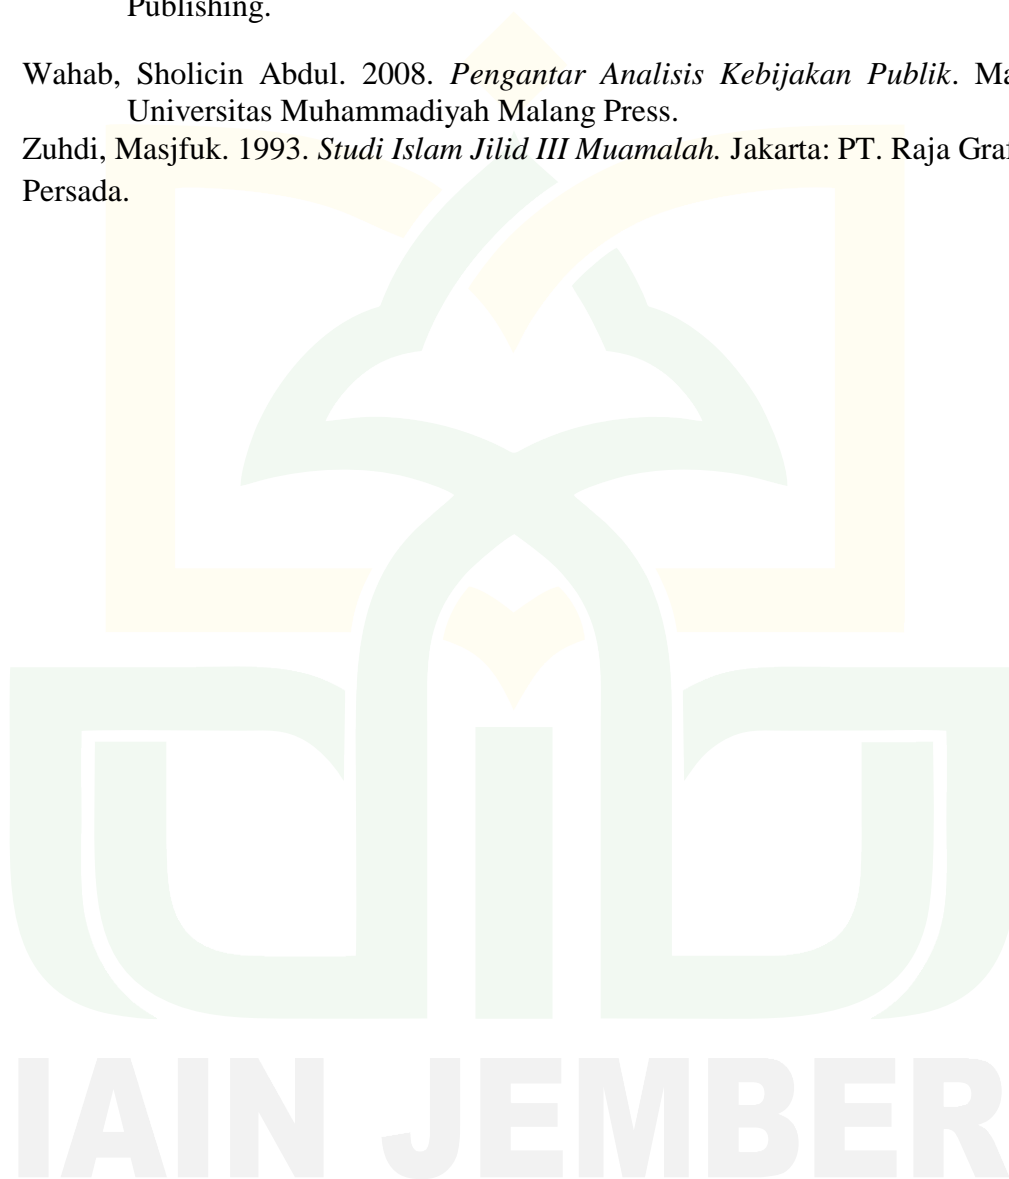 Publishing.
Wahab, Sholicin Abdul. 2008. Pengantar Analisis Kebijakan Publik.
Universitas Muhammadiyah Malang Press.
Zuhdi, Masjfuk. 1993. Studi Islam Jilid III Muamalah. Jakarta: PT. Raja
Persada.
IAIN JEMBER